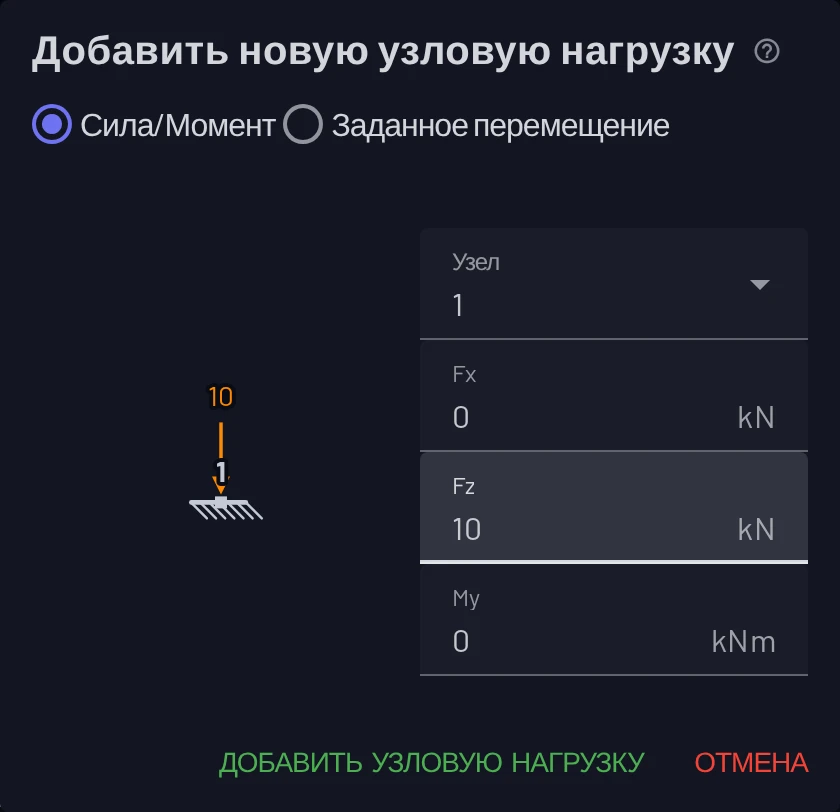 Добавить новую узловую нагрузку ?
Сила/Момент Заданное перемещение
Узел
1
Fx
0 kN
10
1
Fz
10 kN
My
0 kNm
ДОБАВИТЬ УЗЛОВУЮ НАГРУЗКУ ОТМЕНА